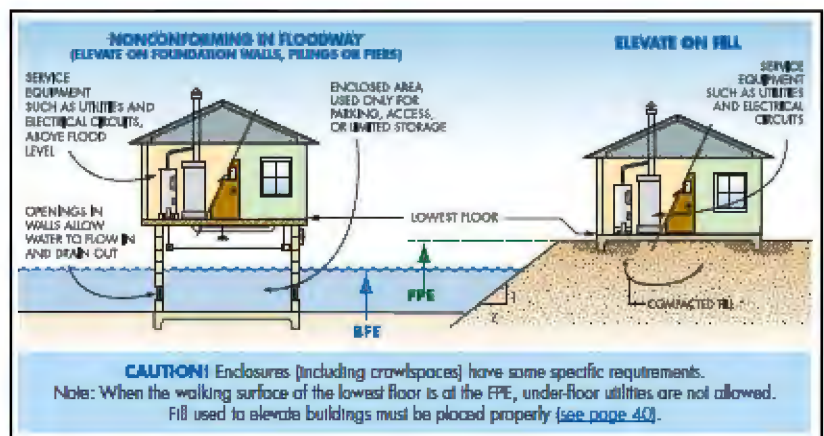 NONCONFORMING IN FLOODWAY
(ELEVATE ON FOUNDATION WALLS, PILINGS OR PIERS)
ELEVATE ON FILL
SERVICE
EQUIPMENT
SUCH AS UTILITIES AND
ELECTRICAL CIRCUITS,
ABOVE FLOOD
LEVEL
ENCLOSED AREA
USED ONLY FOR
PARKING, ACCESS,
OR LIMITED STORAGE
SERVICE
EQUIPMENT
SUCH AS UTILITIES
AND ELECTRICAL
CIRCUITS
OPENINGS IN
WALLS ALLOW
WATER TO FLOW IN
AND DRAIN OUT
LOWEST FLOOR
FPE
BFE
1
2
COMPACTED FILL
CAUTION! Enclosures (including crawlspaces) have some specific requirements.
Note: When the walking surface of the lowest floor is at the FPE, under-floor utilities are not allowed.
Fill used to elevate buildings must be placed properly (see page 40).